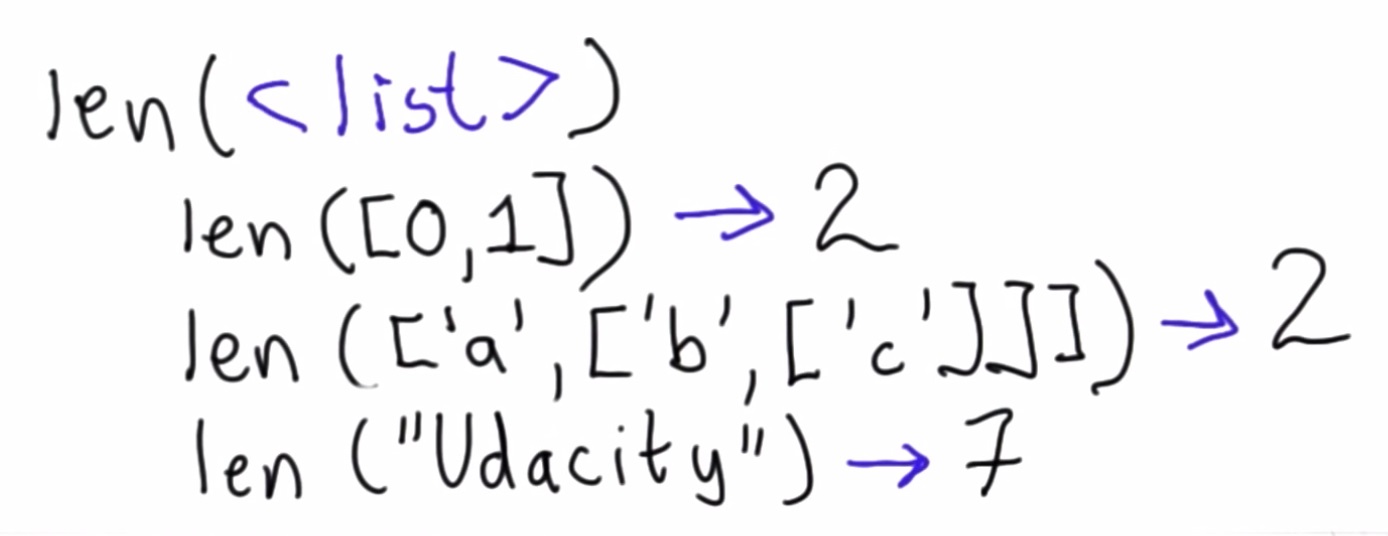 len(<list>)
len([0,1]) → 2
len(['a',['b',['c']]]) → 2
len("Udacity") → 7